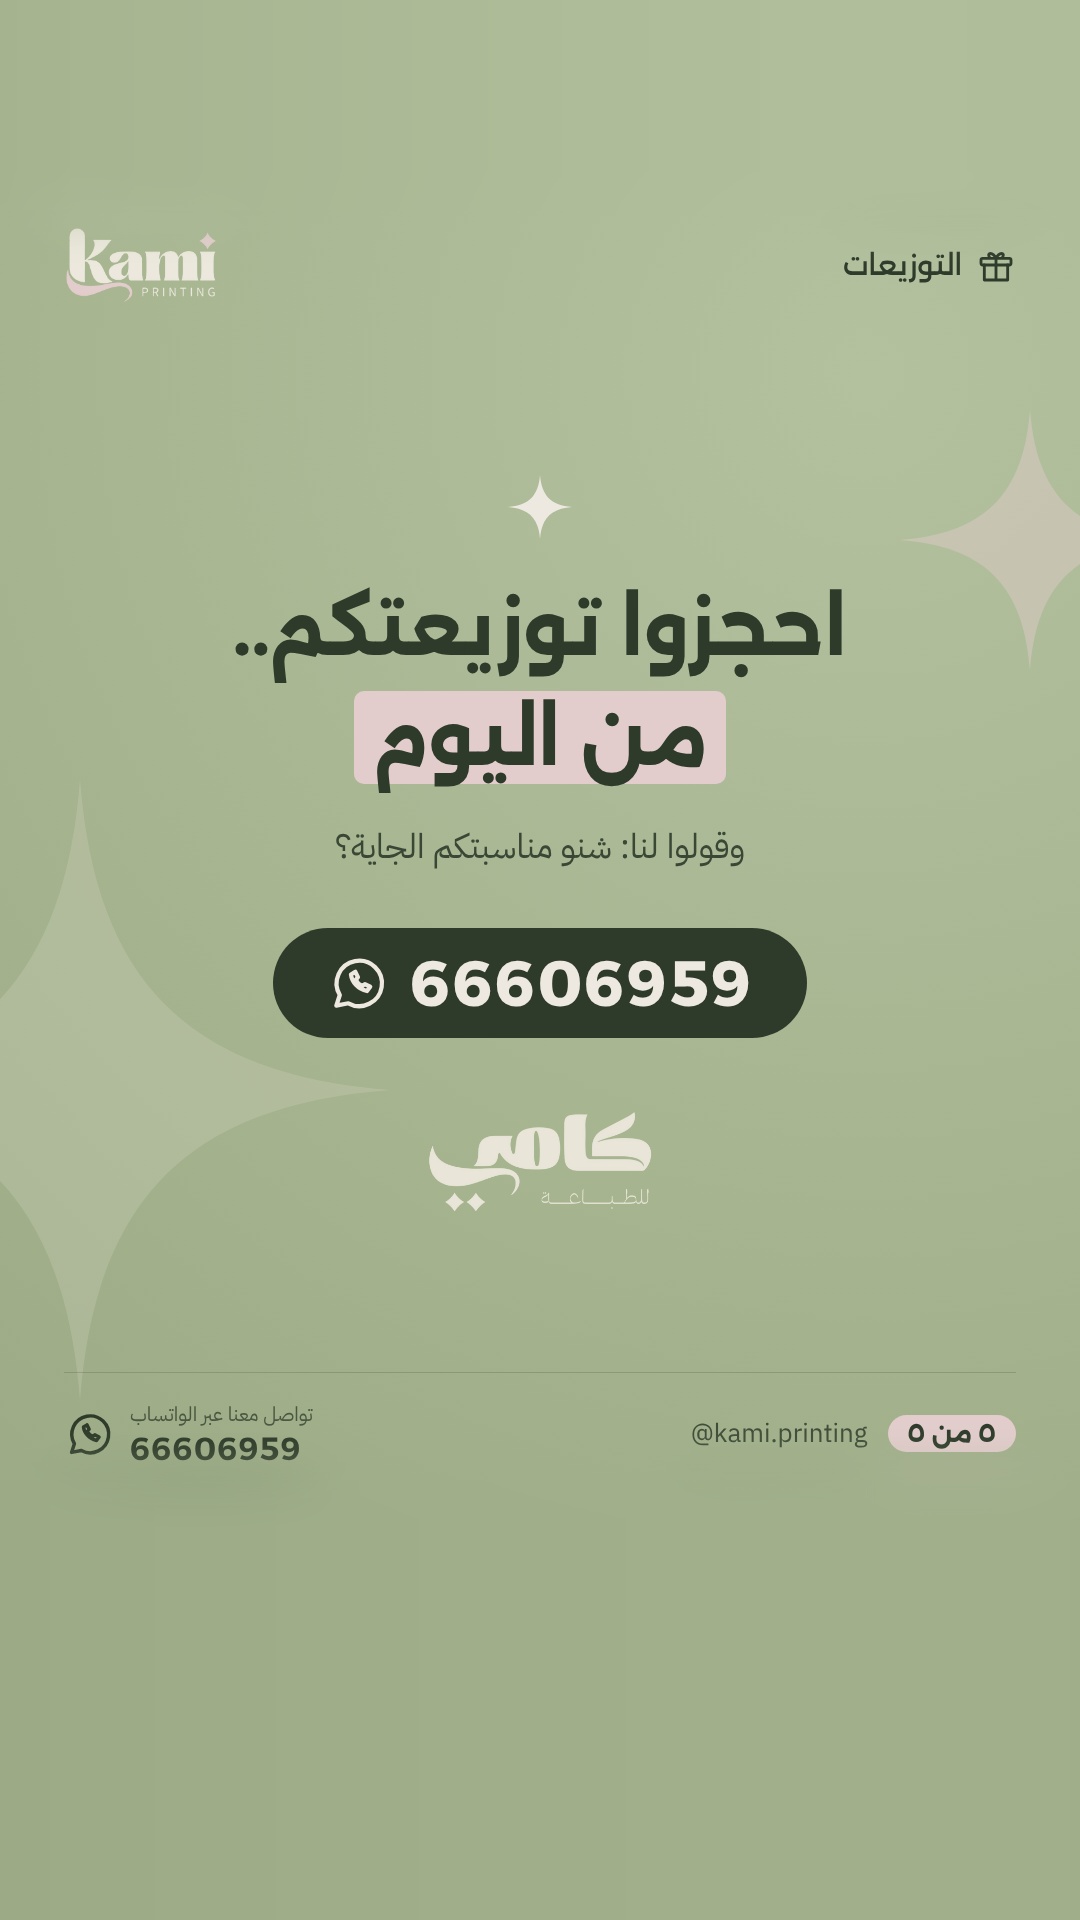 التوزيعات
Kami
PRINTING
احجزوا توزيعتكم..
من اليوم
وقولوا لنا: شنو مناسبتكم الجاية؟
66606959
كامي
للطبـاعـة
٥ من ٥
@kami.printing
تواصل معنا عبر الواتساب
66606959